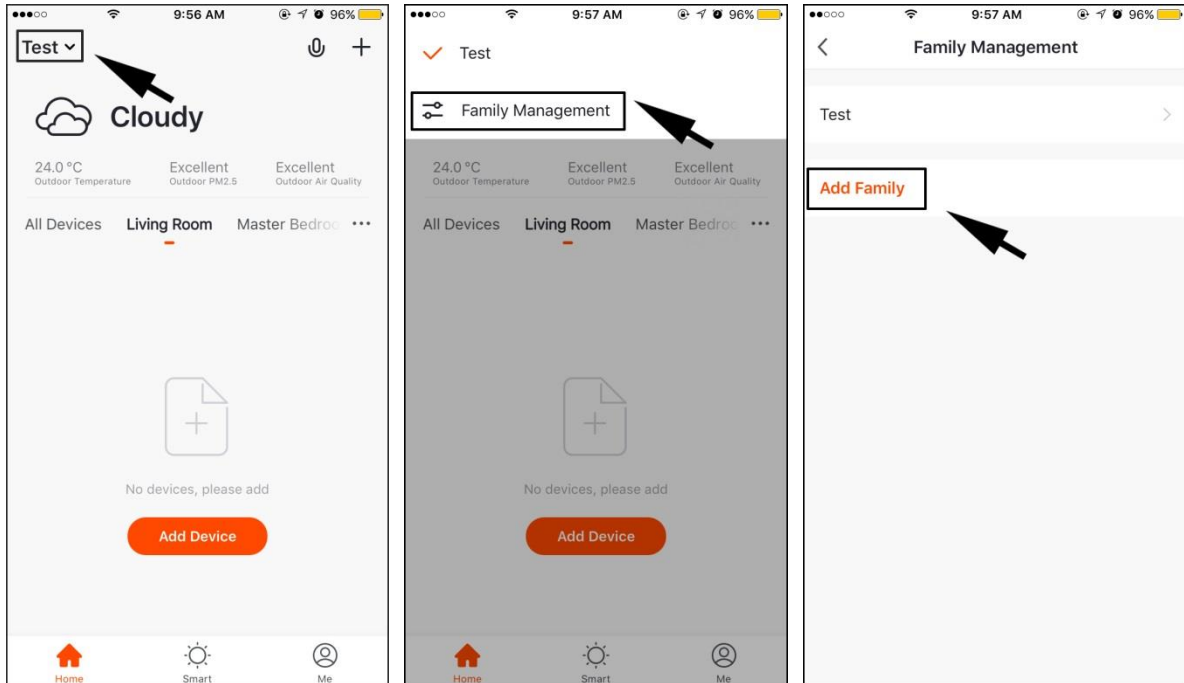 9:56 AM 96%
Test
Cloudy
24.0 °C Excellent Excellent
Outdoor Temperature Outdoor PM2.5 Outdoor Air Quality
All Devices Living Room Master Bedroo ...
No devices, please add
Add Device
Home Smart Me
9:57 AM 96%
Test
Family Management
24.0 °C Excellent Excellent
Outdoor Temperature Outdoor PM2.5 Outdoor Air Quality
All Devices Living Room Master Bedroo ...
No devices, please add
Add Device
Home Smart Me
9:57 AM 96%
Family Management
Test
Add Family